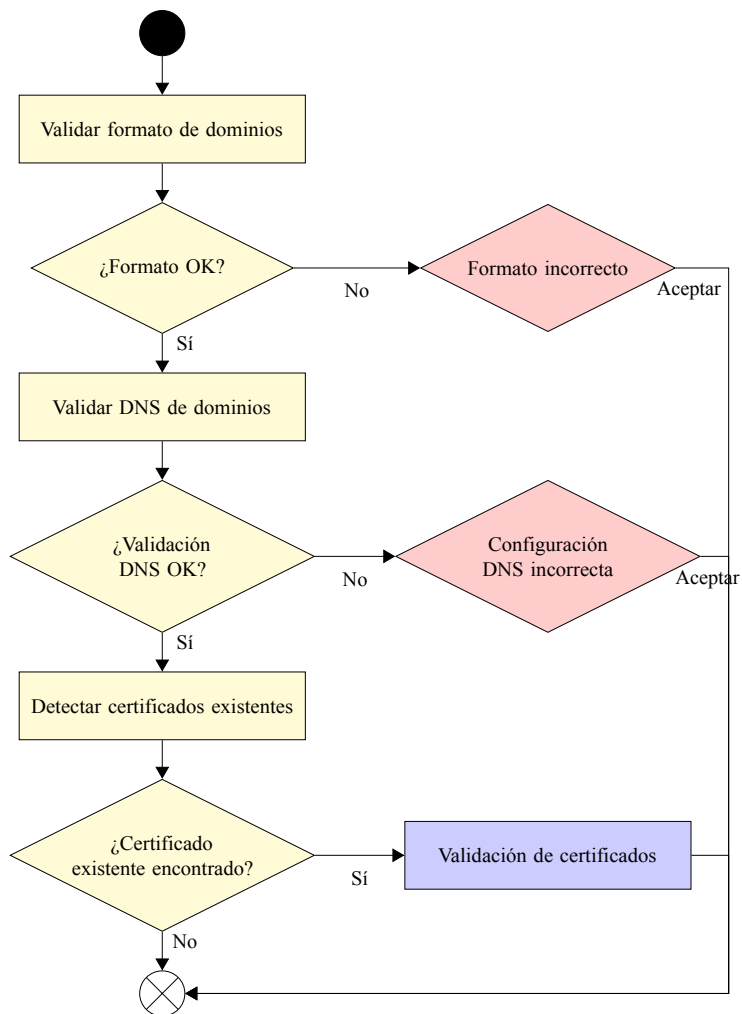 Validar formato de dominios
¿Formato OK?
No
Formato incorrecto
Aceptar
Sí
Validar DNS de dominios
¿Validación
DNS OK?
No
Configuración
DNS incorrecta
Aceptar
Sí
Detectar certificados existentes
¿Certificado
existente encontrado?
Sí
Validación de certificados
No